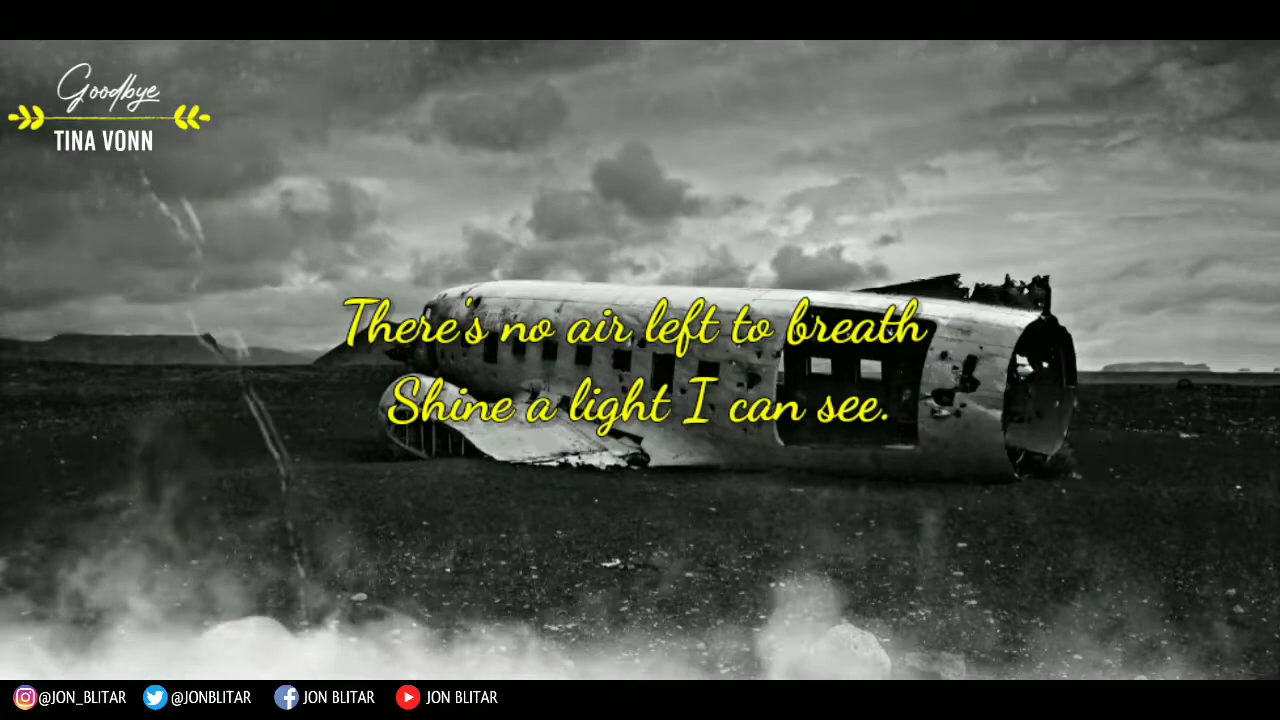 Goodbye
TINA VONN
There's no air left to breath
Shine a light I can see.
@JON_BLITAR @JONBLITAR JON BLITAR JON BLITAR